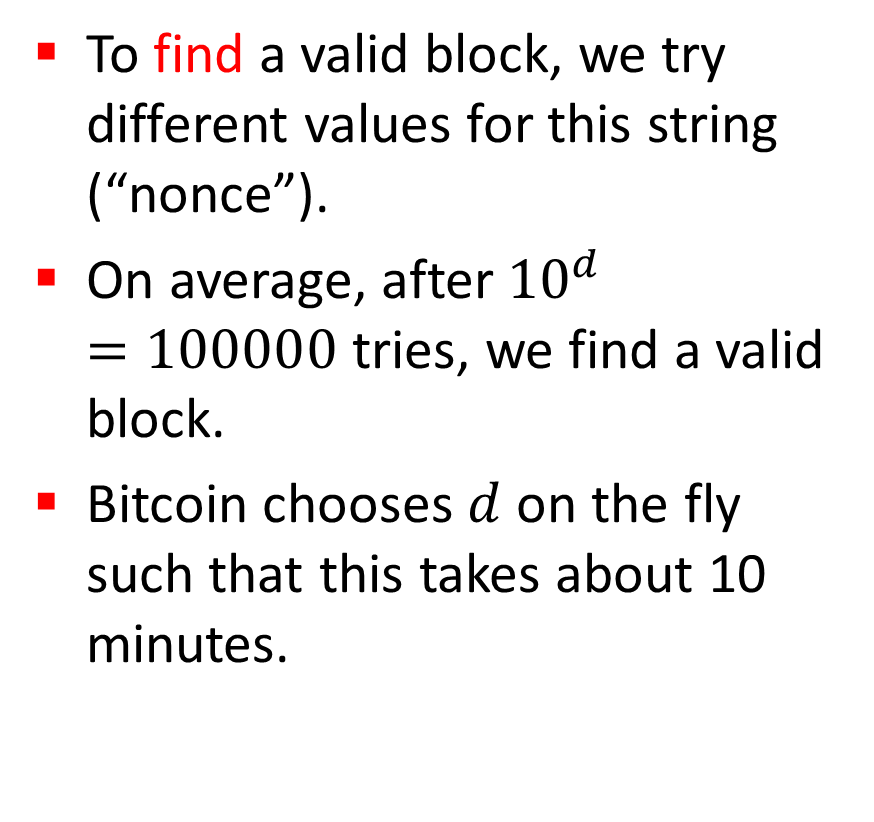 ▪ To find a valid block, we try
different values for this string
(“nonce”).
▪ On average, after 10^d
= 100000 tries, we find a valid
block.
▪ Bitcoin chooses d on the fly
such that this takes about 10
minutes.